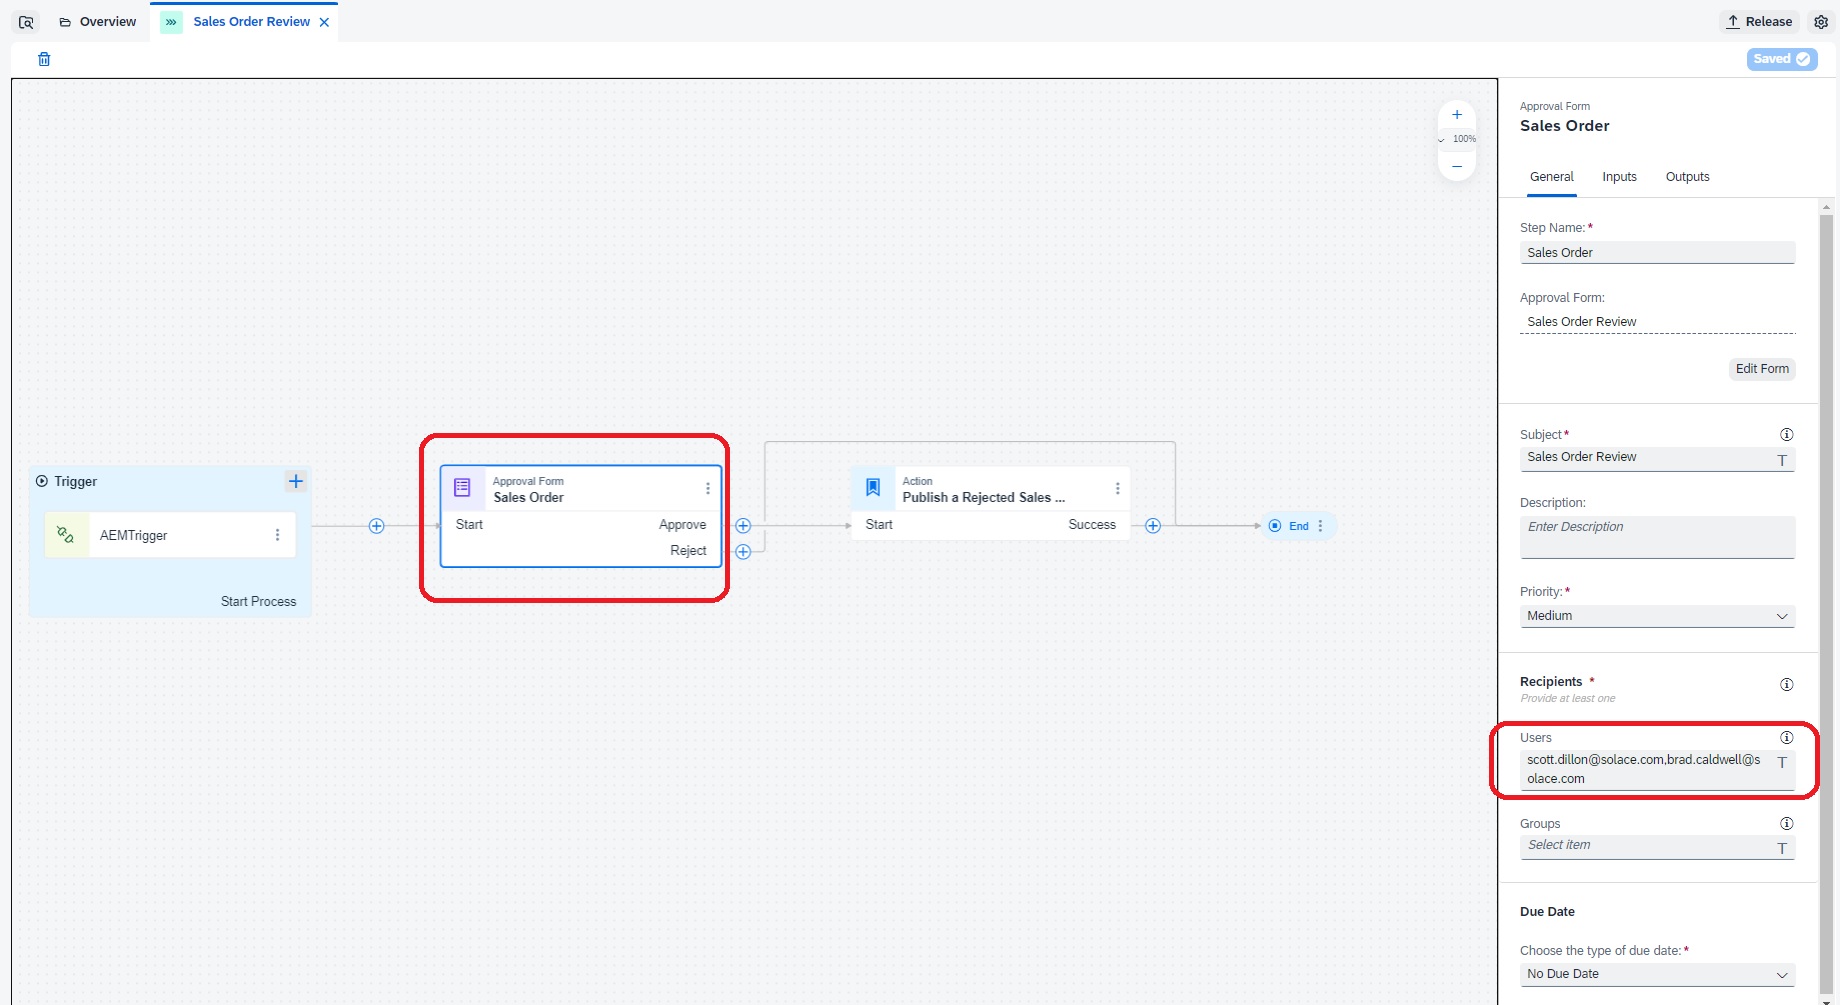 Overview
Sales Order Review
Release
Saved
100%
Trigger
AEMTrigger
Start Process
Approval Form
Sales Order
Start
Approve
Reject
Action
Publish a Rejected Sales ...
Start
Success
End
Approval Form
Sales Order
General
Inputs
Outputs
Step Name:*
Sales Order
Approval Form:
Sales Order Review
Edit Form
Subject*
Sales Order Review
T
Description:
Enter Description
Priority:*
Medium
Recipients *
Provide at least one
Users
scott.dillon@solace.com,brad.caldwell@s
olace.com
T
Groups
Select item
T
Due Date
Choose the type of due date:*
No Due Date